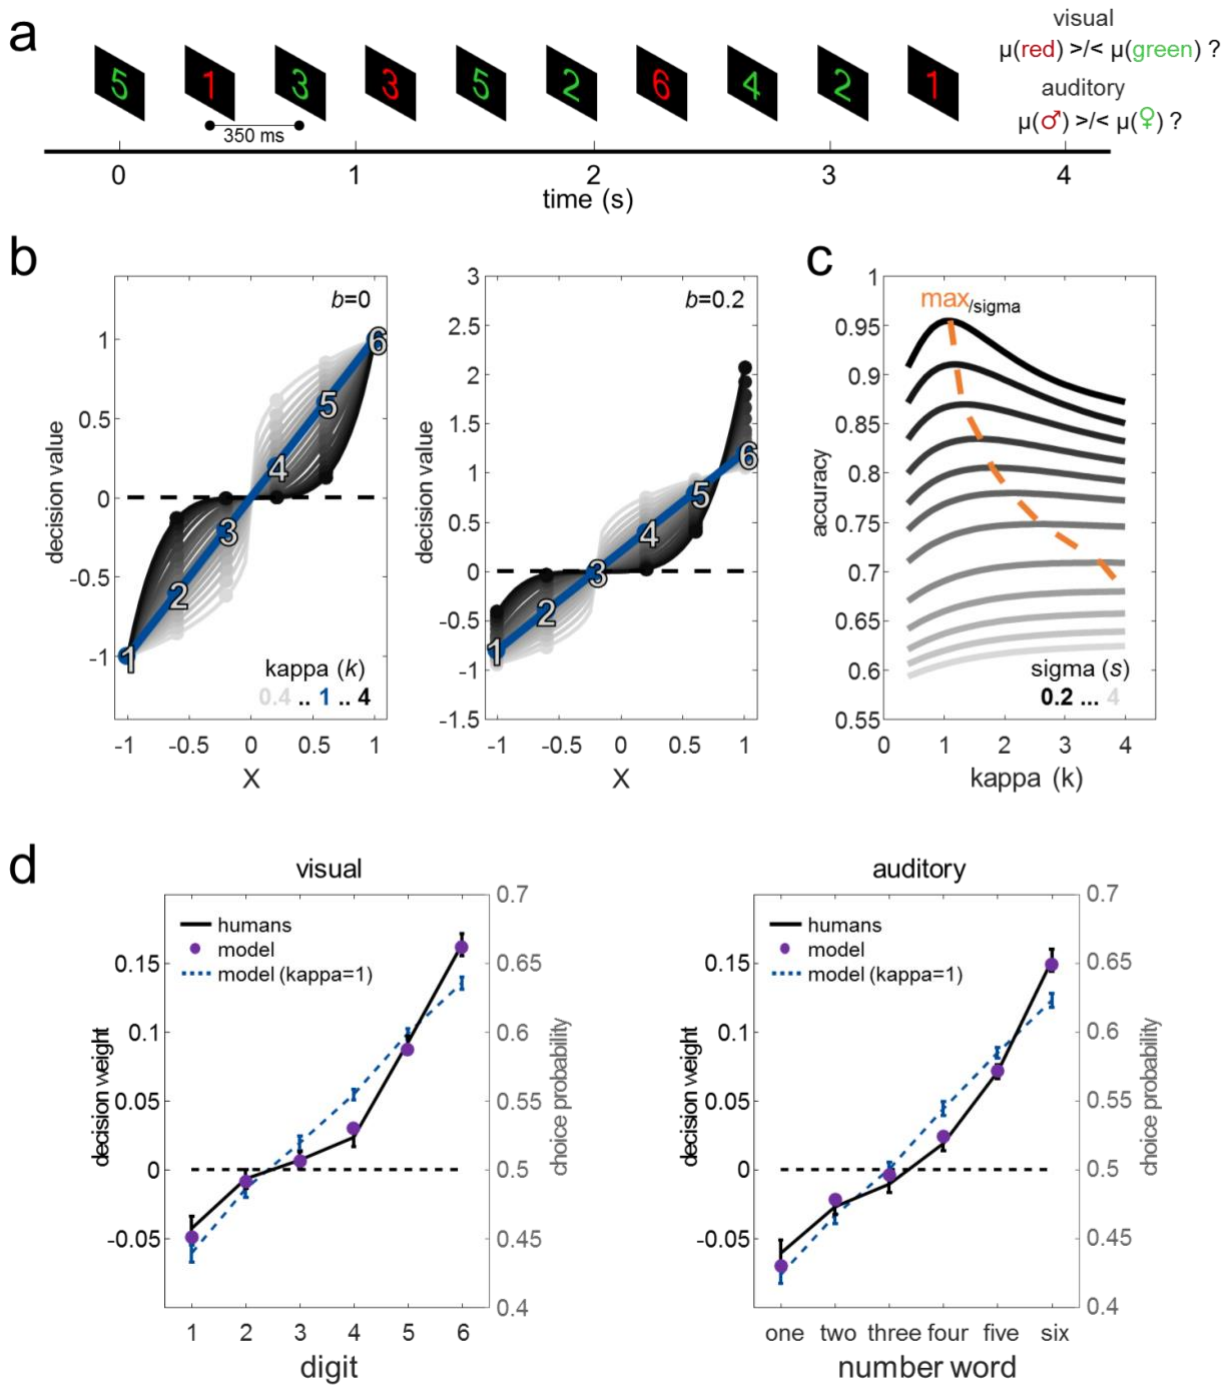 a
5 1 3 3 5 2 6 4 2 1
350 ms
visual
μ(red) >/< μ(green) ?
auditory
μ(♂) >/< μ(♀) ?
0 1 2 3 4
time (s)
b
b=0
1
0.5
0
-0.5
-1
decision value
1 2 3 4 5 6
kappa (k)
0.4 .. 1 .. 4
-1 -0.5 0 0.5 1
X
b=0.2
3
2.5
2
1.5
1
0.5
0
-0.5
-1
-1.5
decision value
1 2 3 4 5 6
-1 -0.5 0 0.5 1
X
c
max/sigma
1
0.95
0.9
0.85
0.8
0.75
0.7
0.65
0.6
0.55
accuracy
sigma (s)
0.2 ... 4
0 1 2 3 4
kappa (k)
d
visual
humans
model
model (kappa=1)
0.15
0.1
0.05
0
-0.05
decision weight
0.7
0.65
0.6
0.55
0.5
0.45
0.4
choice probability
1 2 3 4 5 6
digit
auditory
humans
model
model (kappa=1)
0.15
0.1
0.05
0
-0.05
decision weight
0.7
0.65
0.6
0.55
0.5
0.45
0.4
choice probability
one two three four five six
number word